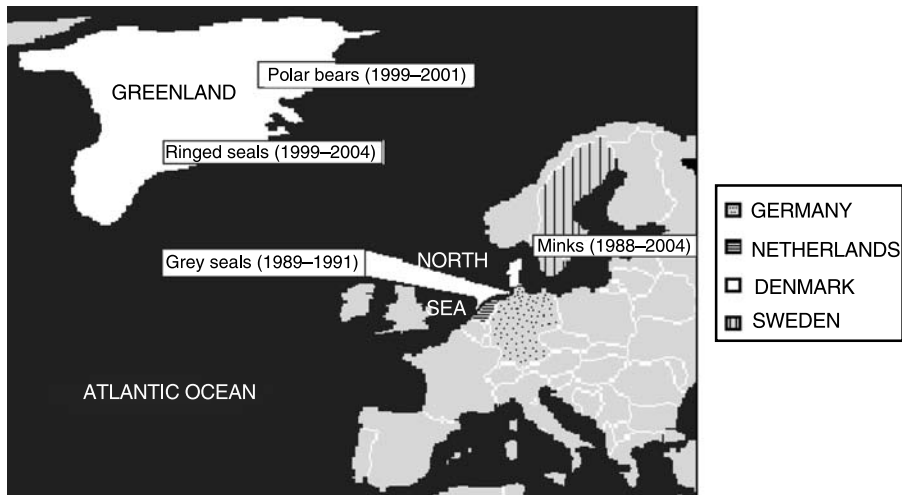 Polar bears (1999–2001)
GREENLAND
Ringed seals (1999–2004)
Minks (1988–2004)
Grey seals (1989–1991)
NORTH
SEA
ATLANTIC OCEAN
GERMANY
NETHERLANDS
DENMARK
SWEDEN